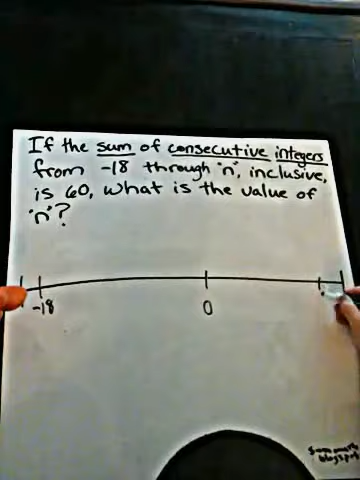 If the sum of consecutive integers
from -18 through "n", inclusive,
is 60, what is the value of
"n"?
-18
0